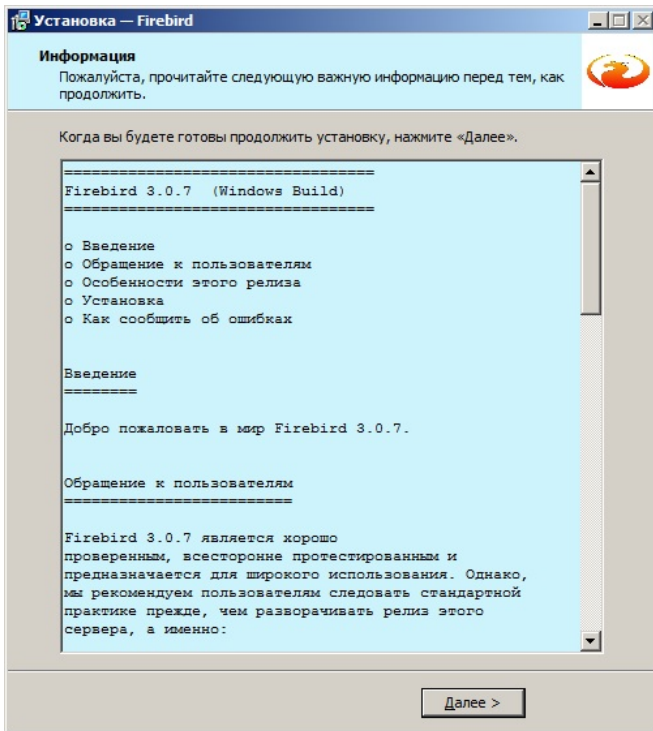 Установка — Firebird
Информация
Пожалуйста, прочитайте следующую важную информацию перед тем, как
продолжить.
Когда вы будете готовы продолжить установку, нажмите «Далее».
==================================
Firebird 3.0.7 (Windows Build)
==================================
o Введение
o Обращение к пользователям
o Особенности этого релиза
o Установка
o Как сообщить об ошибках
Введение
========
Добро пожаловать в мир Firebird 3.0.7.
Обращение к пользователям
=========================
Firebird 3.0.7 является хорошо
проверенным, всесторонне протестированным и
предназначается для широкого использования. Однако,
мы рекомендуем пользователям следовать стандартной
практике прежде, чем разворачивать релиз этого
сервера, а именно:
Далее >